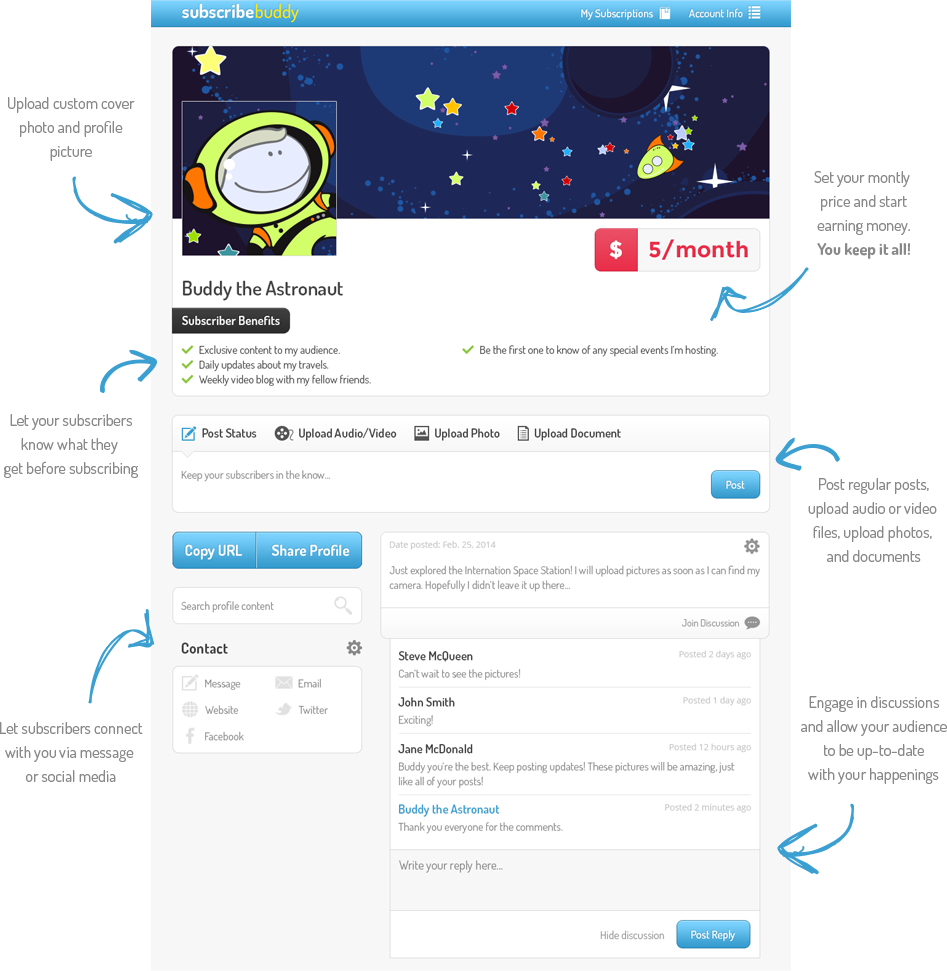 subscribebuddy
My Subscriptions
Account Info
Upload custom cover
photo and profile
picture
Set your montly
price and start
earning money.
You keep it all!
$ 5/month
Buddy the Astronaut
Subscriber Benefits
Exclusive content to my audience.
Daily updates about my travels.
Weekly video blog with my fellow friends.
Be the first one to know of any special events I'm hosting.
Let your subscribers
know what they
get before subscribing
Post Status
Upload Audio/Video
Upload Photo
Upload Document
Keep your subscribers in the know...
Post
Post regular posts,
upload audio or video
files, upload photos,
and documents
Copy URL
Share Profile
Search profile content
Contact
Message
Email
Website
Twitter
Facebook
Let subscribers connect
with you via message
or social media
Date posted: Feb. 25, 2014
Just explored the Internation Space Station! I will upload pictures as soon as I can find my
camera. Hopefully I didn't leave it up there...
Join Discussion
Steve McQueen
Posted 2 days ago
Can't wait to see the pictures!
John Smith
Posted 1 day ago
Exciting!
Jane McDonald
Posted 12 hours ago
Buddy you're the best. Keep posting updates! These pictures will be amazing, just
like all of your posts!
Buddy the Astronaut
Posted 2 minutes ago
Thank you everyone for the comments.
Write your reply here...
Hide discussion
Post Reply
Engage in discussions
and allow your audience
to be up-to-date
with your happenings